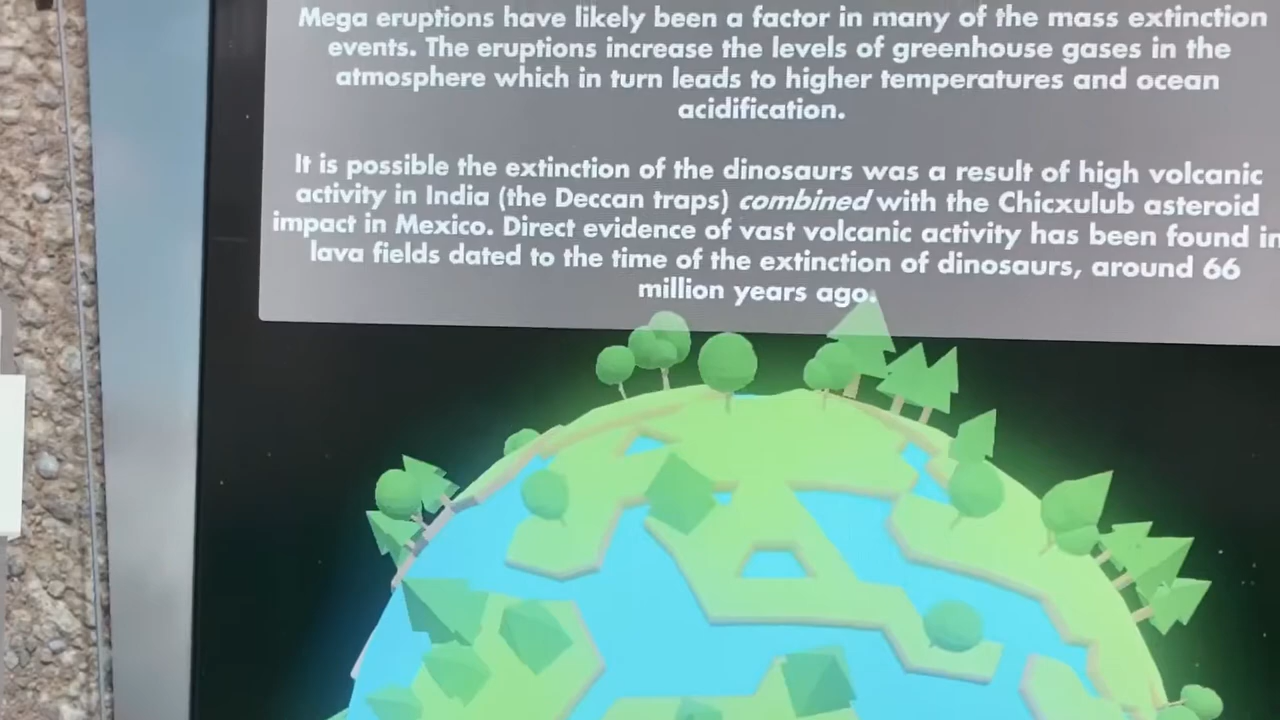 Mega eruptions have likely been a factor in many of the mass extinction
events. The eruptions increase the levels of greenhouse gases in the
atmosphere which in turn leads to higher temperatures and ocean
acidification.
It is possible the extinction of the dinosaurs was a result of high volcanic
activity in India (the Deccan traps) combined with the Chicxulub asteroid
impact in Mexico. Direct evidence of vast volcanic activity has been found in
lava fields dated to the time of the extinction of dinosaurs, around 66
million years ago.